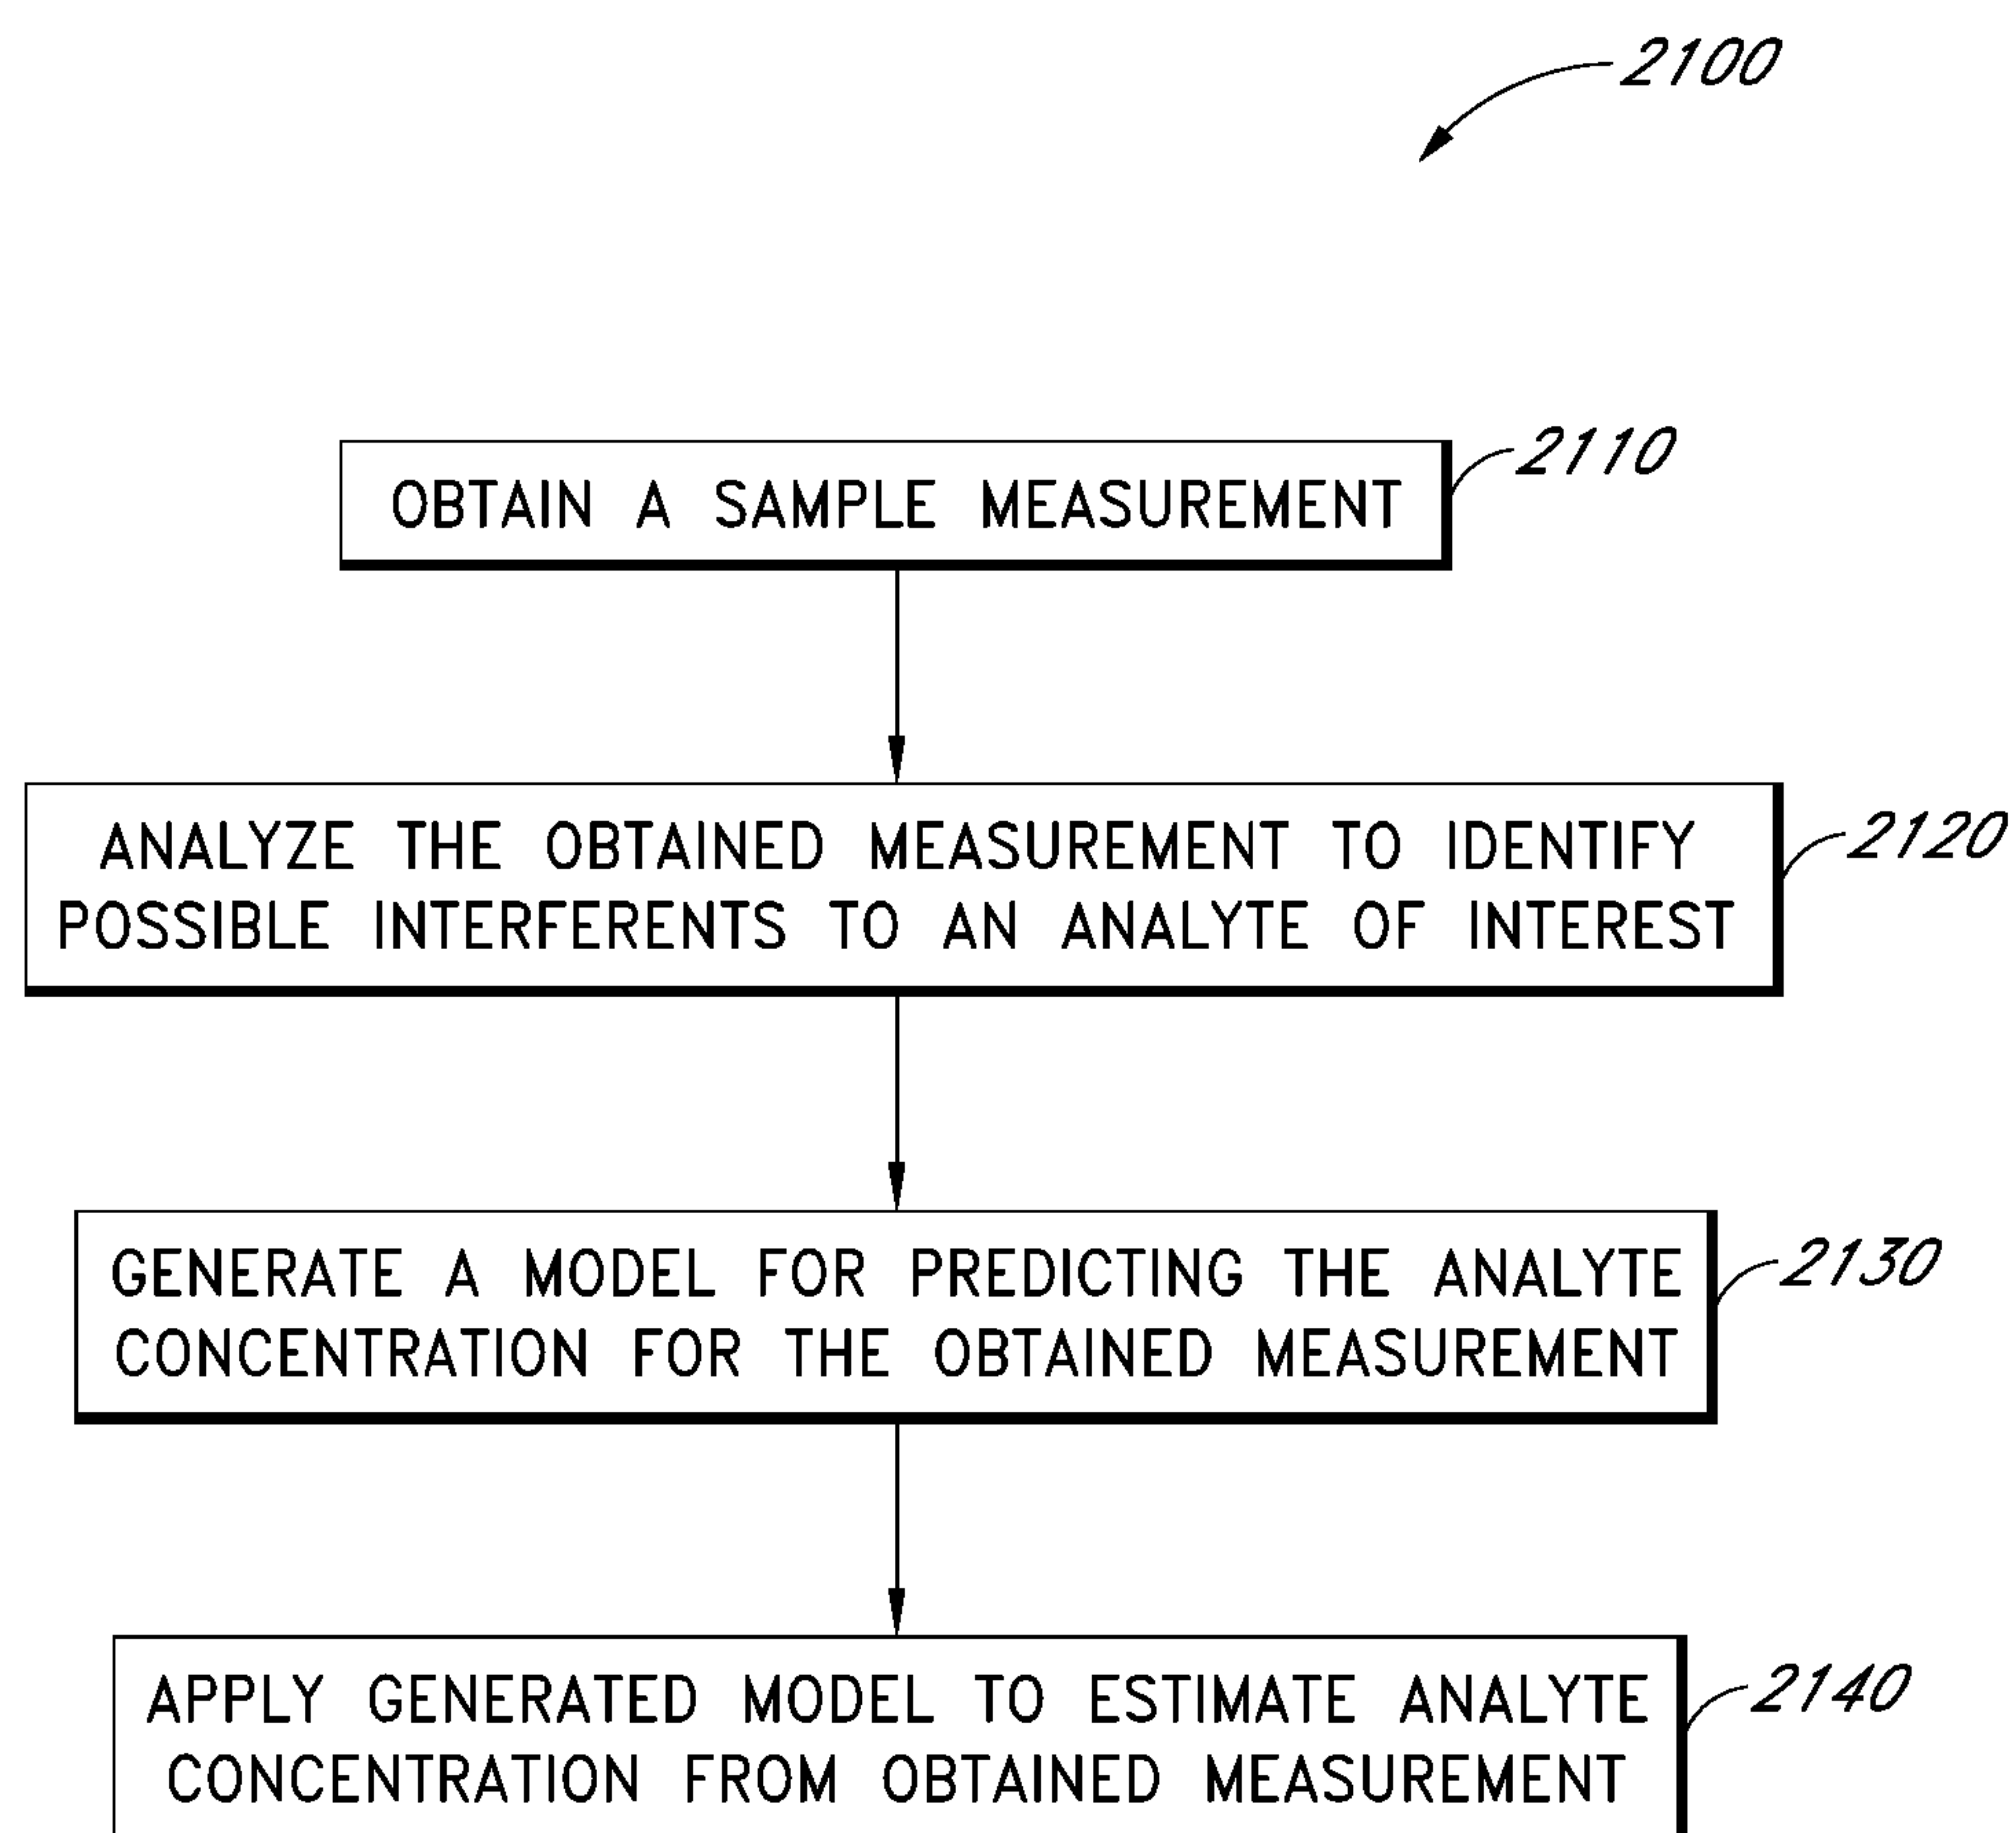 2100
OBTAIN A SAMPLE MEASUREMENT
2110
ANALYZE THE OBTAINED MEASUREMENT TO IDENTIFY
POSSIBLE INTERFERENTS TO AN ANALYTE OF INTEREST
2120
GENERATE A MODEL FOR PREDICTING THE ANALYTE
CONCENTRATION FOR THE OBTAINED MEASUREMENT
2130
APPLY GENERATED MODEL TO ESTIMATE ANALYTE
CONCENTRATION FROM OBTAINED MEASUREMENT
2140